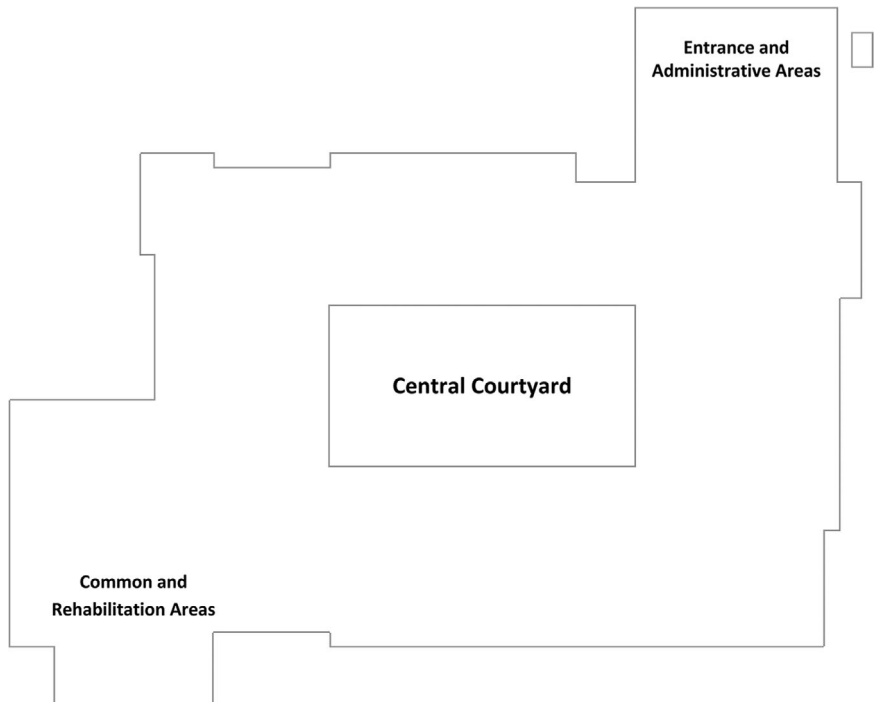 Entrance and
Administrative Areas
Central Courtyard
Common and
Rehabilitation Areas